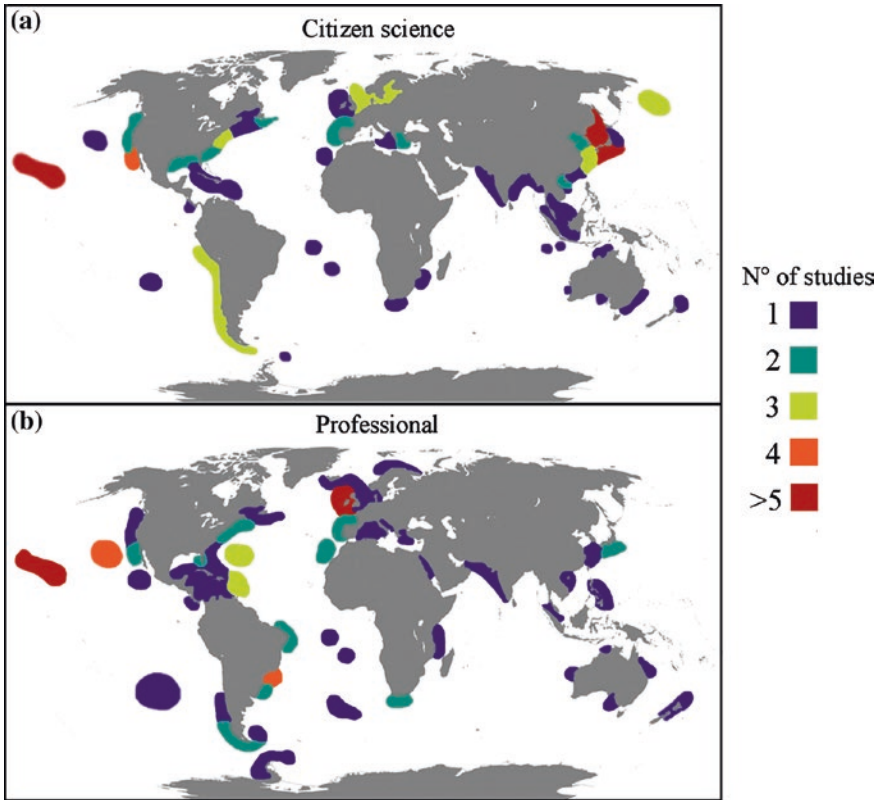 (a)
Citizen science
N° of studies
1
2
3
4
>5
(b)
Professional